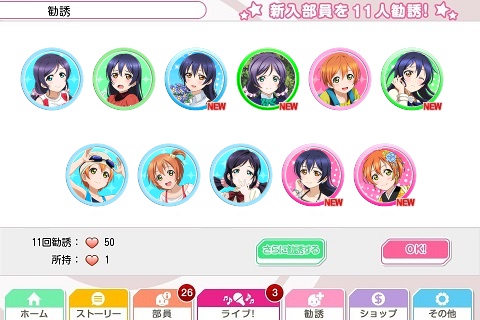 勧誘
新入部員を11人勧誘!
NEW
NEW
NEW
NEW
NEW
11回勧誘: 50
所持: 1
さらに勧誘する
OK!
26
3
ホーム
ストーリー
部員
ライブ!
勧誘
ショップ
その他